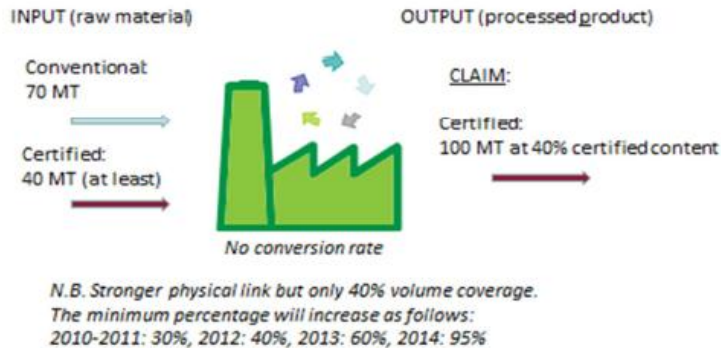 INPUT (raw material)
OUTPUT (processed product)
Conventional:
70 MT
CLAIM:
Certified:
40 MT (at least)
Certified:
100 MT at 40% certified content
No conversion rate
N.B. Stronger physical link but only 40% volume coverage.
The minimum percentage will increase as follows:
2010-2011: 30%, 2012: 40%, 2013: 60%, 2014: 95%